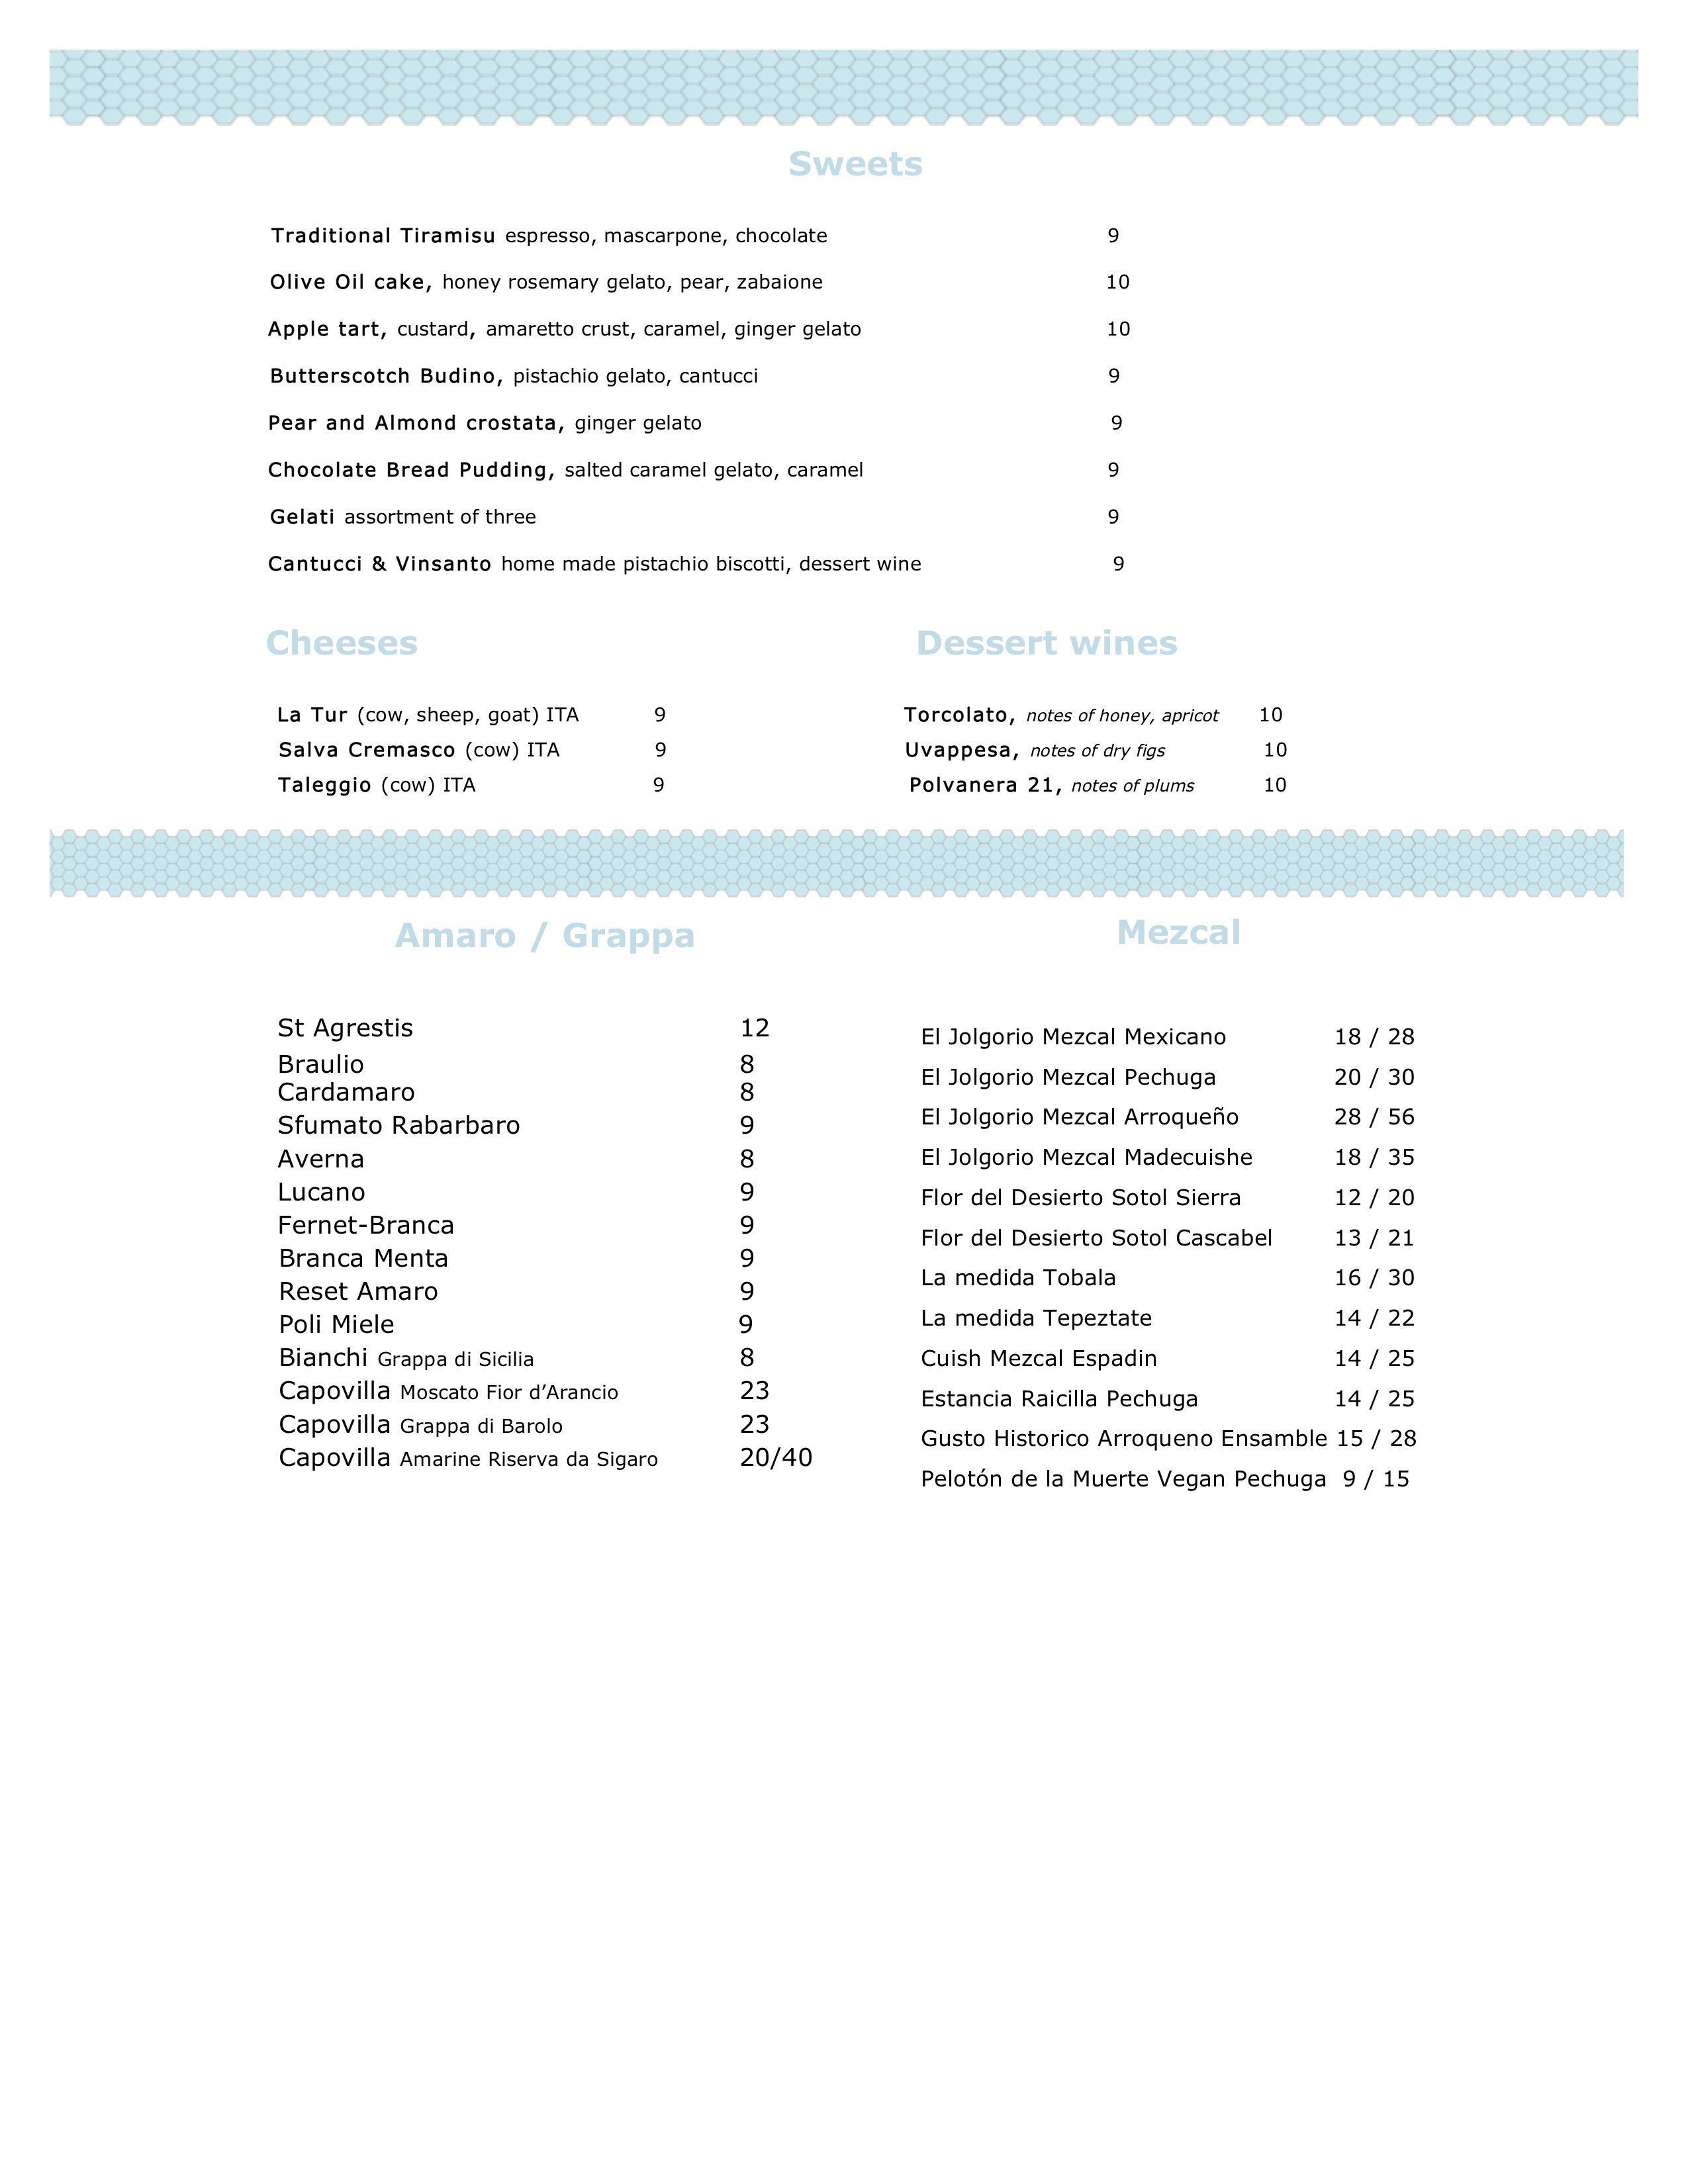 Sweets
Traditional Tiramisu espresso, mascarpone, chocolate 9
Olive Oil cake, honey rosemary gelato, pear, zabaione 10
Apple tart, custard, amaretto crust, caramel, ginger gelato 10
Butterscotch Budino, pistachio gelato, cantucci 9
Pear and Almond crostata, ginger gelato 9
Chocolate Bread Pudding, salted caramel gelato, caramel 9
Gelati assortment of three 9
Cantucci & Vinsanto home made pistachio biscotti, dessert wine 9
Cheeses
La Tur (cow, sheep, goat) ITA 9
Salva Cremasco (cow) ITA 9
Taleggio (cow) ITA 9
Dessert wines
Torcolato, notes of honey, apricot 10
Uvappesa, notes of dry figs 10
Polvanera 21, notes of plums 10
Amaro / Grappa
St Agrestis 12
Braulio 8
Cardamaro 8
Sfumato Rabarbaro 9
Averna 8
Lucano 9
Fernet-Branca 9
Branca Menta 9
Reset Amaro 9
Poli Miele 9
Bianchi Grappa di Sicilia 8
Capovilla Moscato Fior d’Arancio 23
Capovilla Grappa di Barolo 23
Capovilla Amarine Riserva da Sigaro 20/40
Mezcal
El Jolgorio Mezcal Mexicano 18 / 28
El Jolgorio Mezcal Pechuga 20 / 30
El Jolgorio Mezcal Arroqueño 28 / 56
El Jolgorio Mezcal Madecuishe 18 / 35
Flor del Desierto Sotol Sierra 12 / 20
Flor del Desierto Sotol Cascabel 13 / 21
La medida Tobala 16 / 30
La medida Tepeztate 14 / 22
Cuish Mezcal Espadin 14 / 25
Estancia Raicilla Pechuga 14 / 25
Gusto Historico Arroqueno Ensamble 15 / 28
Pelotón de la Muerte Vegan Pechuga 9 / 15